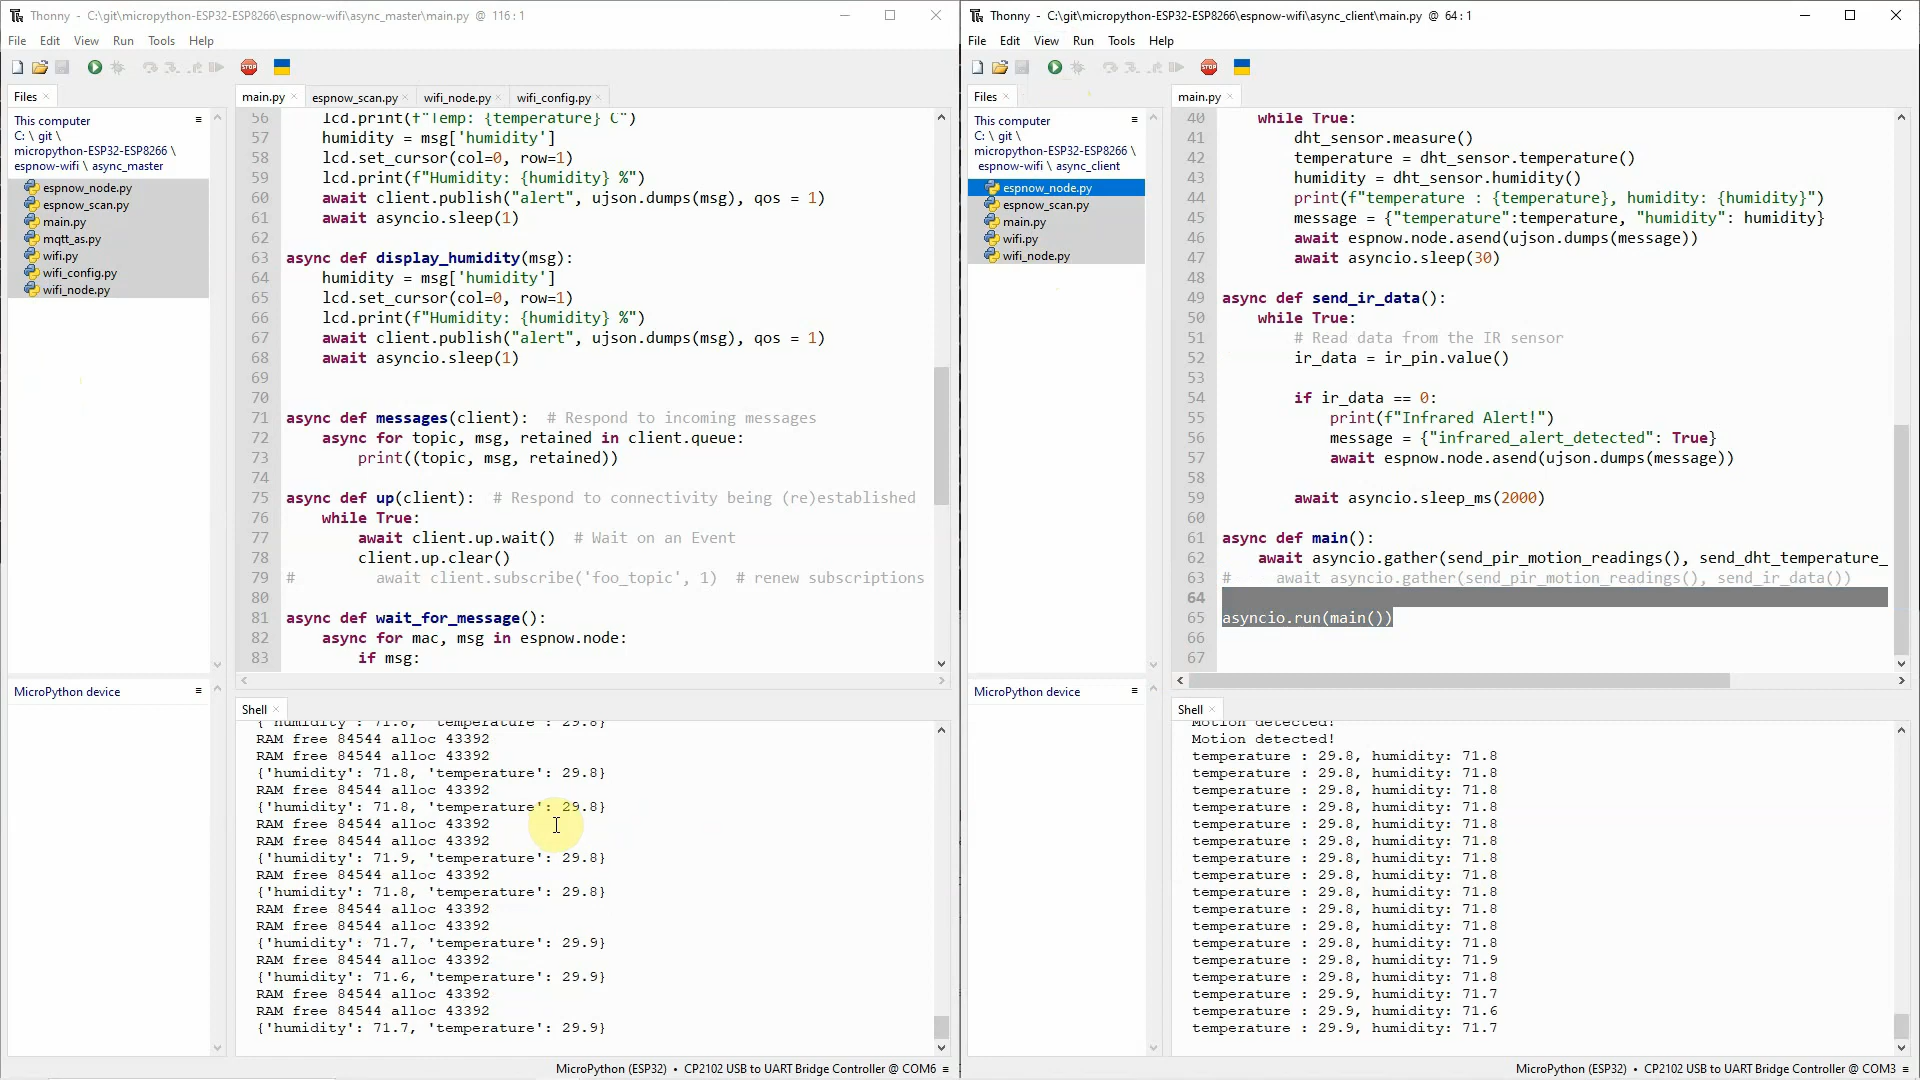 Thonny - C:\git\micropython-ESP32-ESP8266\espnow-wifi\async_master\main.py @ 116 : 1
File Edit View Run Tools Help
STOP
Files
This computer
C: \ git \
micropython-ESP32-ESP8266 \
espnow-wifi \ async_master
espnow_node.py
espnow_scan.py
main.py
mqtt_as.py
wifi.py
wifi_config.py
wifi_node.py
MicroPython device
main.py espnow_scan.py wifi_node.py wifi_config.py
56 lcd.print(f"Temp: {temperature} C")
57 humidity = msg['humidity']
58 lcd.set_cursor(col=0, row=1)
59 lcd.print(f"Humidity: {humidity} %")
60 await client.publish("alert", ujson.dumps(msg), qos = 1)
61 await asyncio.sleep(1)
62
63 async def display_humidity(msg):
64 humidity = msg['humidity']
65 lcd.set_cursor(col=0, row=1)
66 lcd.print(f"Humidity: {humidity} %")
67 await client.publish("alert", ujson.dumps(msg), qos = 1)
68 await asyncio.sleep(1)
69
70
71 async def messages(client): # Respond to incoming messages
72 async for topic, msg, retained in client.queue:
73 print((topic, msg, retained))
74
75 async def up(client): # Respond to connectivity being (re)established
76 while True:
77 await client.up.wait() # Wait on an Event
78 client.up.clear()
79 # await client.subscribe('foo_topic', 1) # renew subscriptions
80
81 async def wait_for_message():
82 async for mac, msg in espnow.node:
83 if msg:
Shell
{'humidity': 71.8, 'temperature': 29.8}
RAM free 84544 alloc 43392
RAM free 84544 alloc 43392
{'humidity': 71.8, 'temperature': 29.8}
RAM free 84544 alloc 43392
{'humidity': 71.8, 'temperature': 29.8}
RAM free 84544 alloc 43392
RAM free 84544 alloc 43392
{'humidity': 71.9, 'temperature': 29.8}
RAM free 84544 alloc 43392
{'humidity': 71.8, 'temperature': 29.8}
RAM free 84544 alloc 43392
RAM free 84544 alloc 43392
{'humidity': 71.7, 'temperature': 29.9}
RAM free 84544 alloc 43392
{'humidity': 71.6, 'temperature': 29.9}
RAM free 84544 alloc 43392
RAM free 84544 alloc 43392
{'humidity': 71.7, 'temperature': 29.9}
MicroPython (ESP32) • CP2102 USB to UART Bridge Controller @ COM6
Thonny - C:\git\micropython-ESP32-ESP8266\espnow-wifi\async_client\main.py @ 64 : 1
File Edit View Run Tools Help
STOP
Files
This computer
C: \ git \
micropython-ESP32-ESP8266 \
espnow-wifi \ async_client
espnow_node.py
espnow_scan.py
main.py
wifi.py
wifi_node.py
MicroPython device
main.py
40 while True:
41 dht_sensor.measure()
42 temperature = dht_sensor.temperature()
43 humidity = dht_sensor.humidity()
44 print(f"temperature : {temperature}, humidity: {humidity}")
45 message = {"temperature":temperature, "humidity": humidity}
46 await espnow.node.asend(ujson.dumps(message))
47 await asyncio.sleep(30)
48
49 async def send_ir_data():
50 while True:
51 # Read data from the IR sensor
52 ir_data = ir_pin.value()
53
54 if ir_data == 0:
55 print(f"Infrared Alert!")
56 message = {"infrared_alert_detected": True}
57 await espnow.node.asend(ujson.dumps(message))
58
59 await asyncio.sleep_ms(2000)
60
61 async def main():
62 await asyncio.gather(send_pir_motion_readings(), send_dht_temperature_
63 # await asyncio.gather(send_pir_motion_readings(), send_ir_data())
64
65 asyncio.run(main())
66
67
Shell
Motion detected!
Motion detected!
temperature : 29.8, humidity: 71.8
temperature : 29.8, humidity: 71.8
temperature : 29.8, humidity: 71.8
temperature : 29.8, humidity: 71.8
temperature : 29.8, humidity: 71.8
temperature : 29.8, humidity: 71.8
temperature : 29.8, humidity: 71.8
temperature : 29.8, humidity: 71.8
temperature : 29.8, humidity: 71.8
temperature : 29.8, humidity: 71.8
temperature : 29.8, humidity: 71.8
temperature : 29.8, humidity: 71.8
temperature : 29.8, humidity: 71.9
temperature : 29.8, humidity: 71.8
temperature : 29.9, humidity: 71.7
temperature : 29.9, humidity: 71.6
temperature : 29.9, humidity: 71.7
MicroPython (ESP32) • CP2102 USB to UART Bridge Controller @ COM3